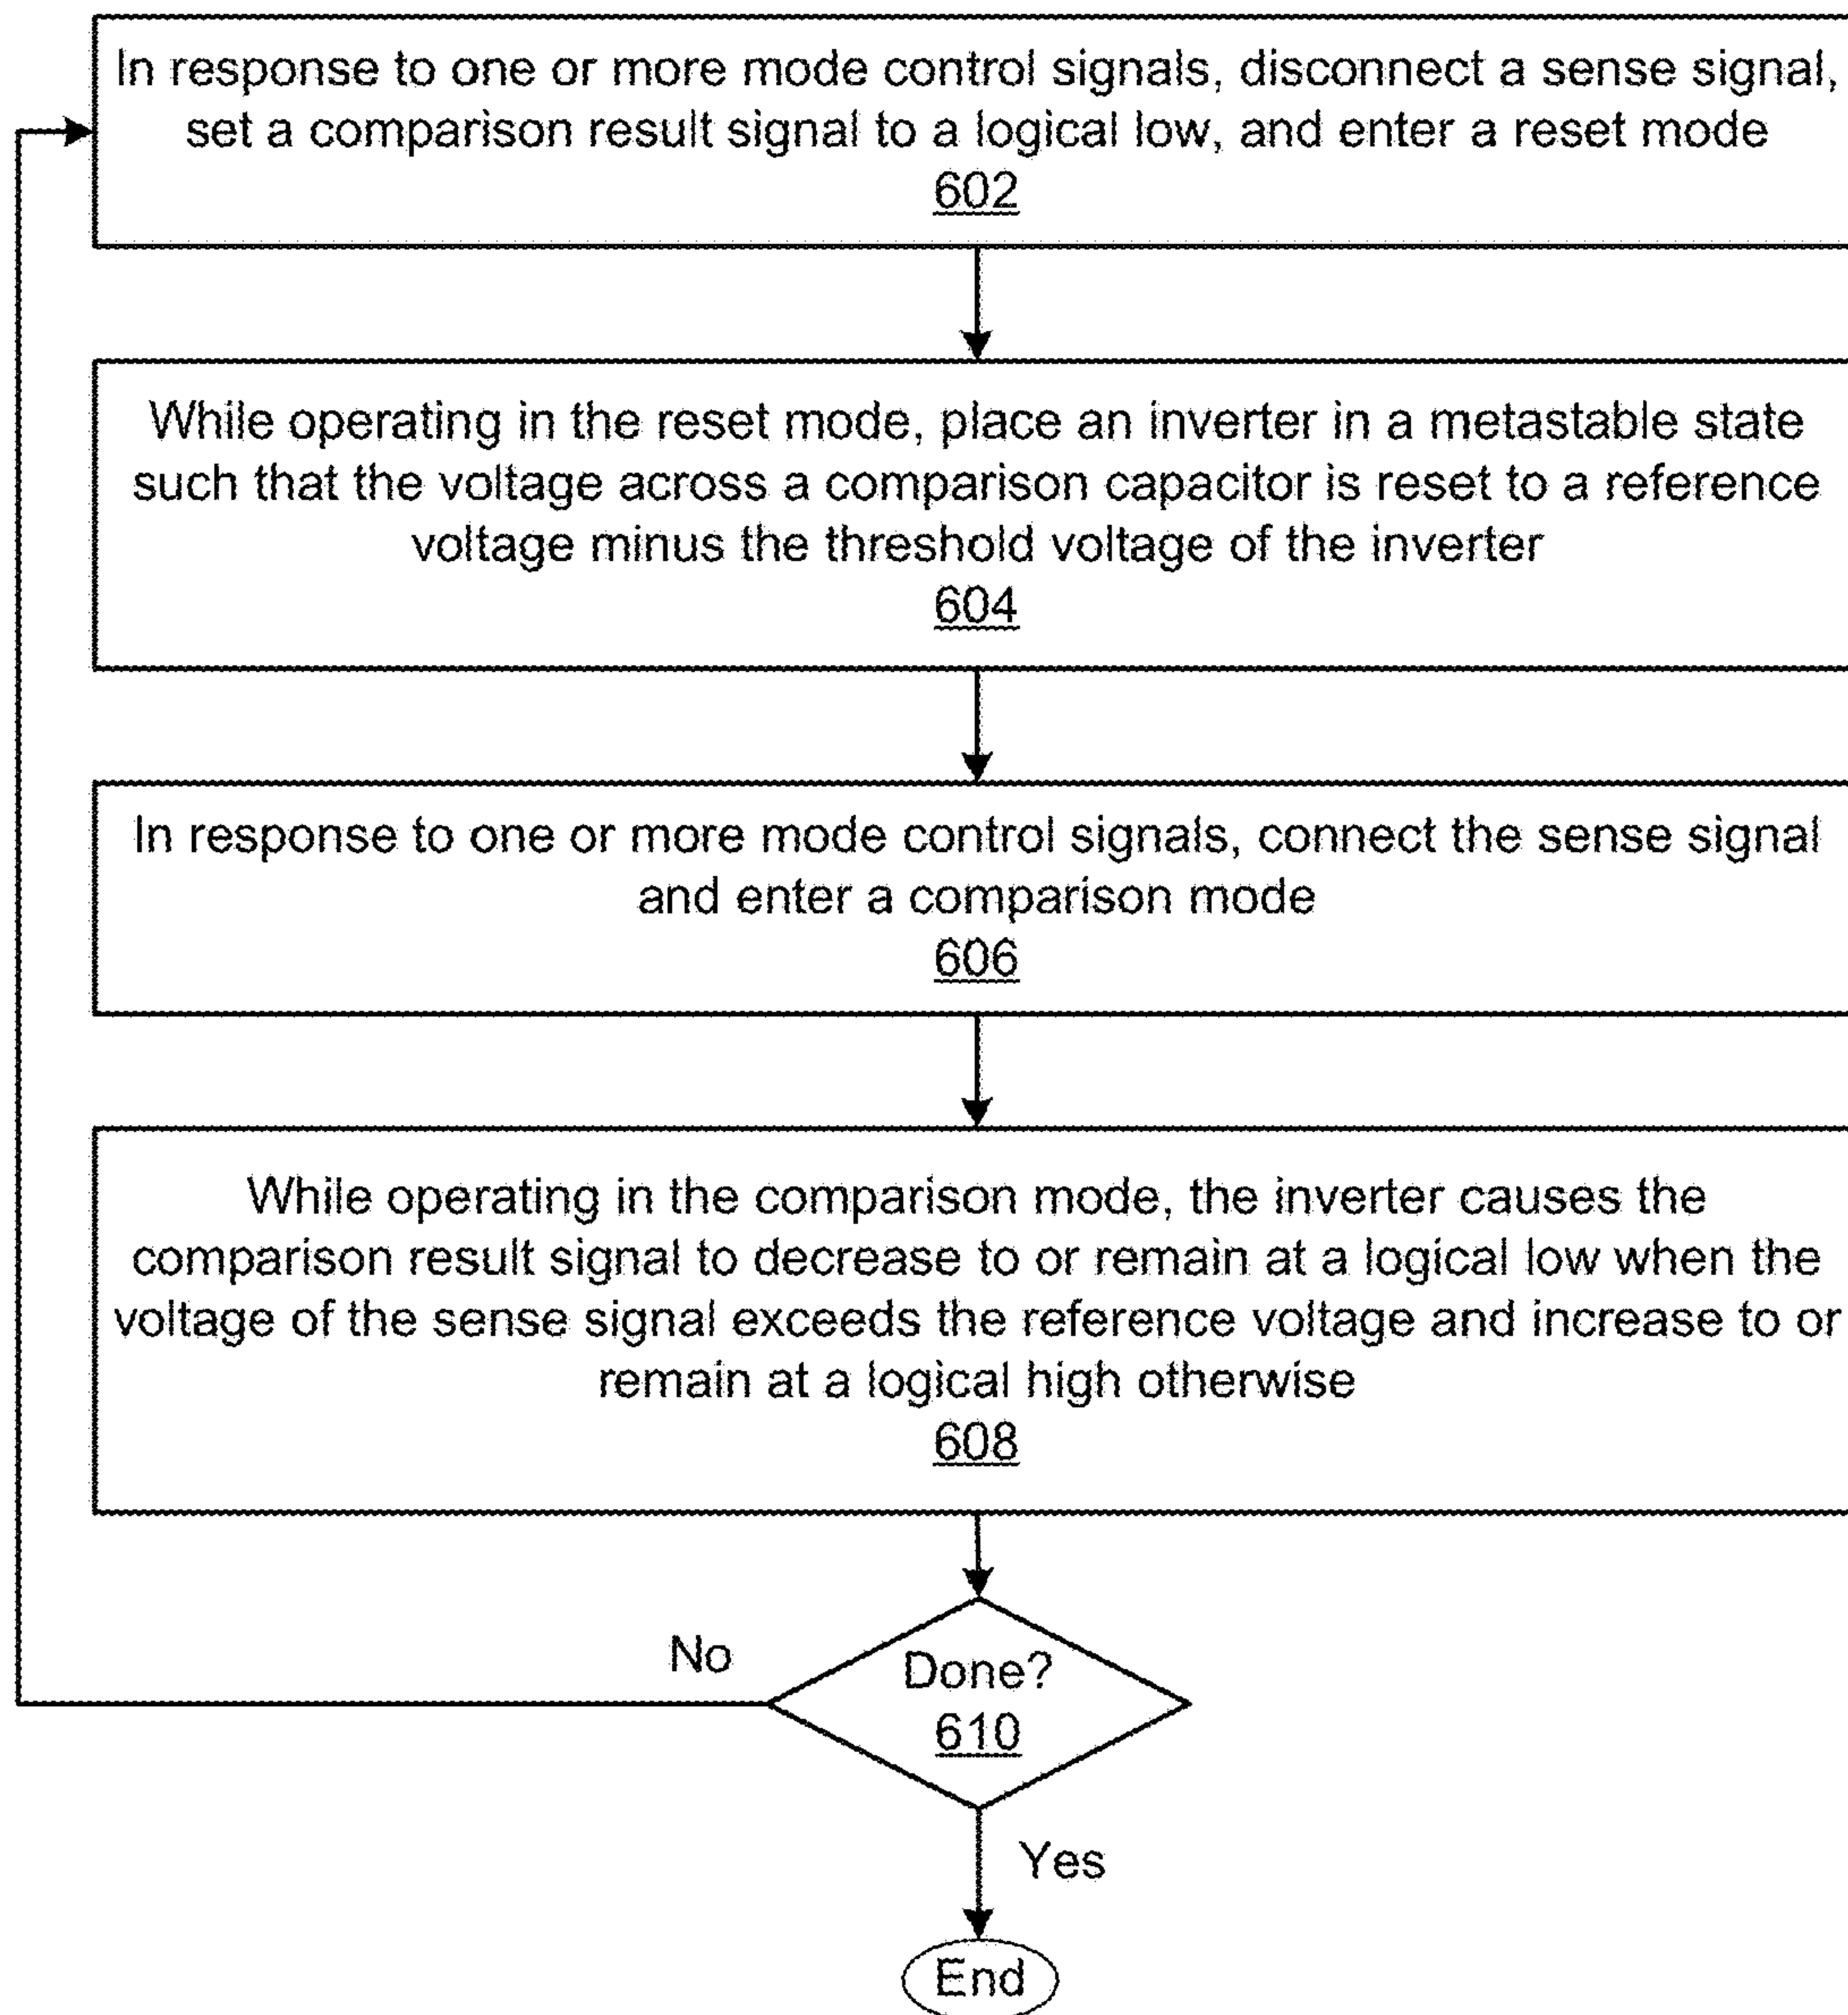 In response to one or more mode control signals, disconnect a sense signal,
set a comparison result signal to a logical low, and enter a reset mode
602
While operating in the reset mode, place an inverter in a metastable state
such that the voltage across a comparison capacitor is reset to a reference
voltage minus the threshold voltage of the inverter
604
In response to one or more mode control signals, connect the sense signal
and enter a comparison mode
606
While operating in the comparison mode, the inverter causes the
comparison result signal to decrease to or remain at a logical low when the
voltage of the sense signal exceeds the reference voltage and increase to or
remain at a logical high otherwise
608
No
Done?
610
Yes
End